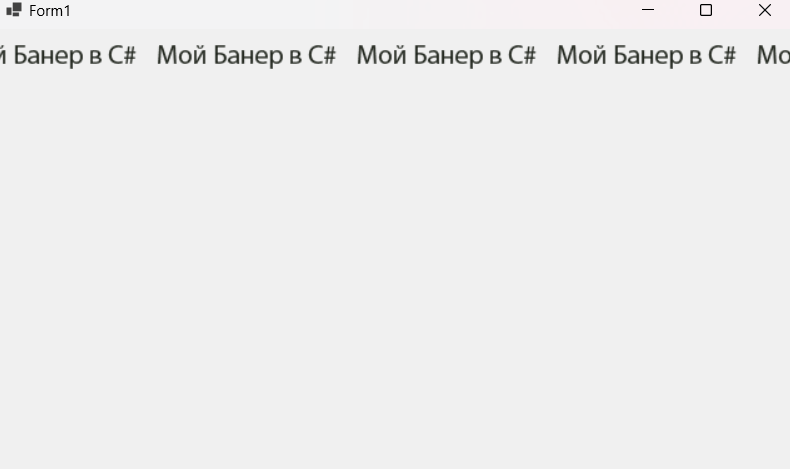 Form1
й Банер в C# Мой Банер в C# Мой Банер в C# Мой Банер в C# Мо